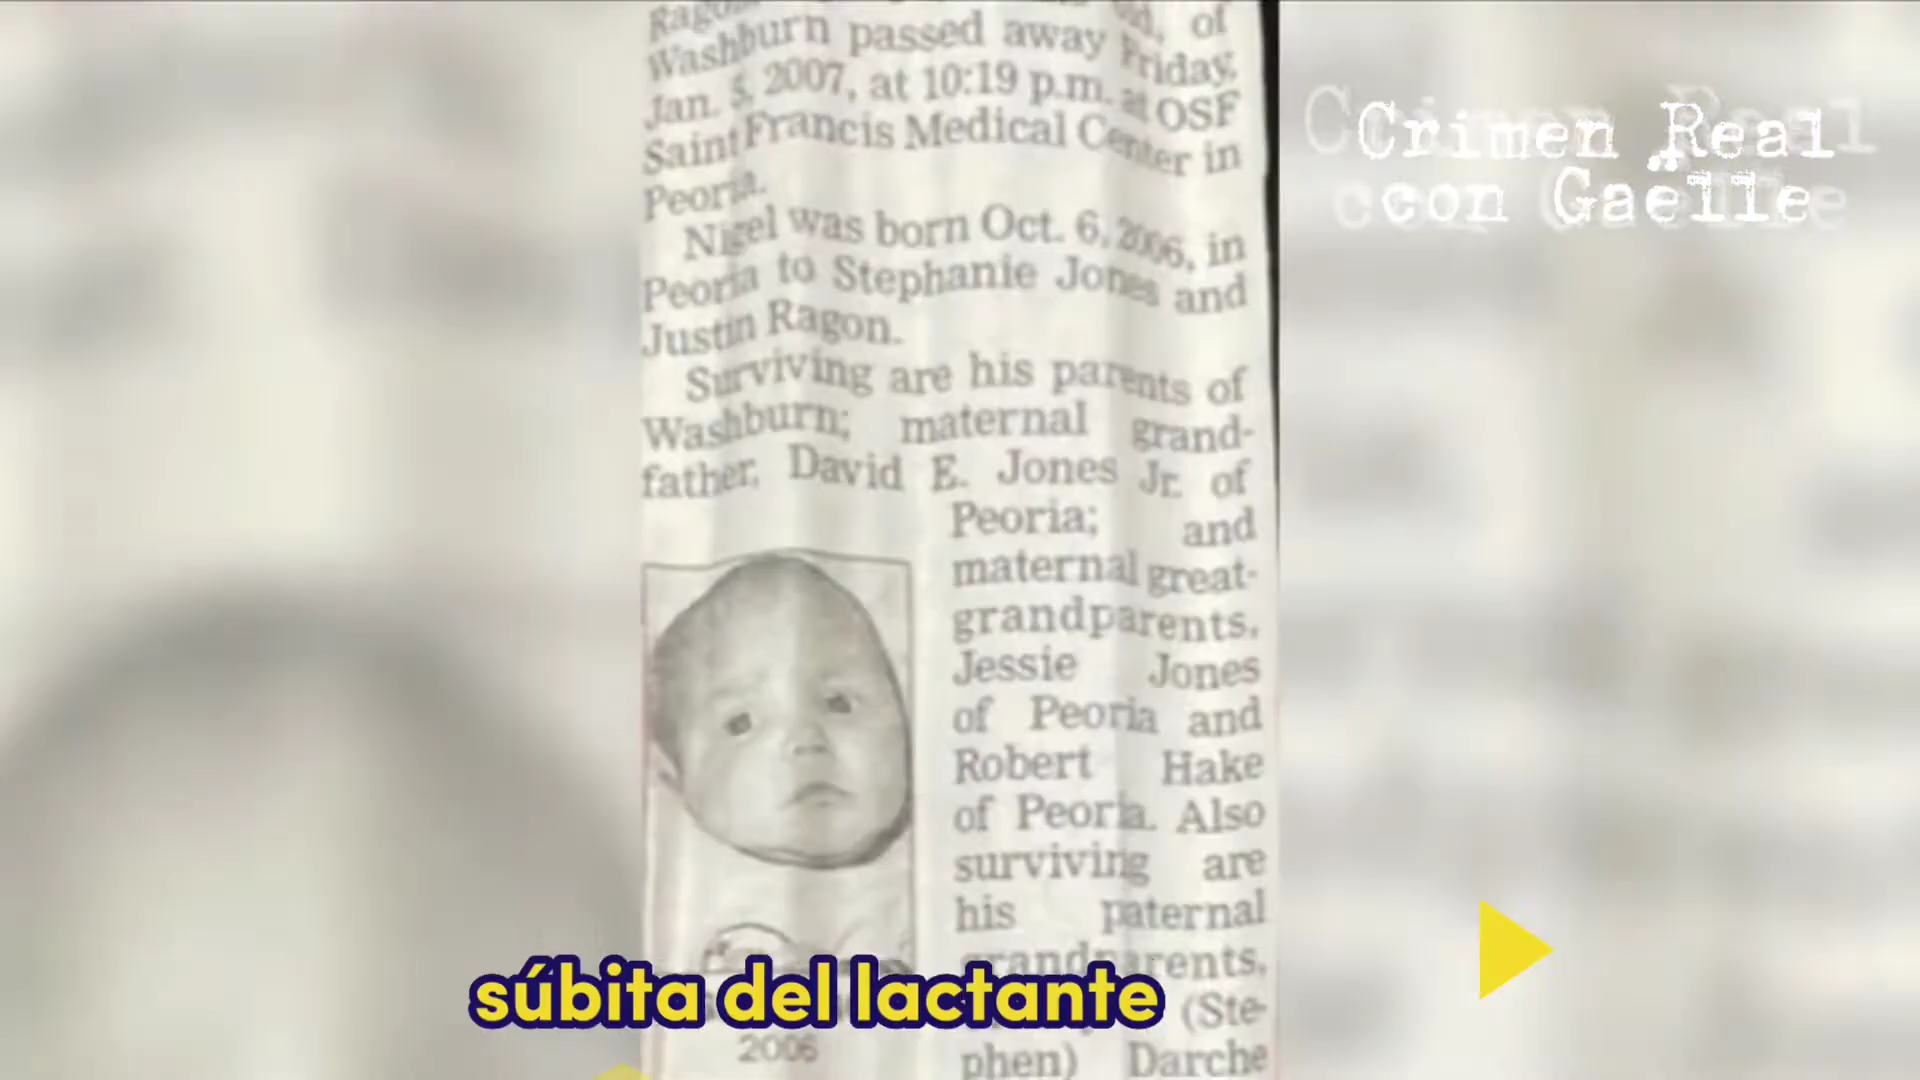 Washburn passed away Friday,
Jan. 5, 2007, at 10:19 p.m. at OSF
Saint Francis Medical Center in
Peoria.
Nigel was born Oct. 6, 2006, in
Peoria to Stephanie Jones and
Justin Ragon.
Surviving are his parents of
Washburn; maternal grand-
father, David E. Jones Jr. of
Peoria; and
maternal great-
grandparents,
Jessie Jones
of Peoria and
Robert Hake
of Peoria. Also
surviving are
his paternal
grandparents,
(Ste-
phen) Darche
2006
Crimen Real
con Gaëlle
súbita del lactante